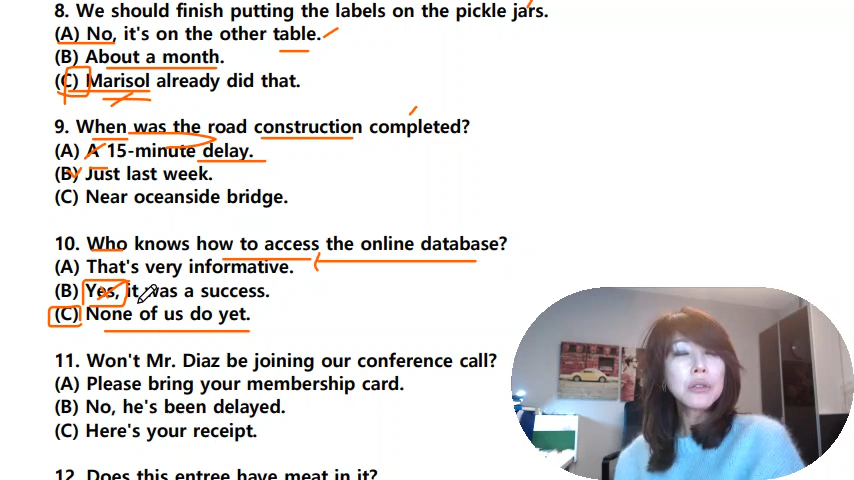 8. We should finish putting the labels on the pickle jars.
(A) No, it's on the other table.
(B) About a month.
(C) Marisol already did that.
9. When was the road construction completed?
(A) A 15-minute delay.
(B) Just last week.
(C) Near oceanside bridge.
10. Who knows how to access the online database?
(A) That's very informative.
(B) Yes, it was a success.
(C) None of us do yet.
11. Won't Mr. Diaz be joining our conference call?
(A) Please bring your membership card.
(B) No, he's been delayed.
(C) Here's your receipt.
12. Does this entree have meat in it?